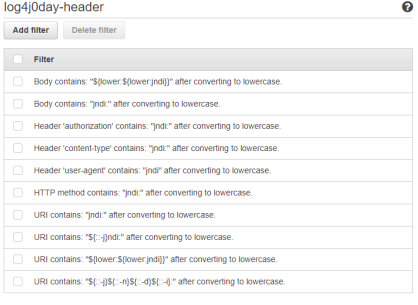 log4j0day-header
?
Add filter Delete filter
Filter
Body contains: "${lower:${lower:jndi}}" after converting to lowercase.
Body contains: "jndi:" after converting to lowercase.
Header 'authorization' contains: "jndi:" after converting to lowercase.
Header 'content-type' contains: "jndi:" after converting to lowercase.
Header 'user-agent' contains: "jndi" after converting to lowercase.
HTTP method contains: "jndi:" after converting to lowercase.
URI contains: "jndi:" after converting to lowercase.
URI contains: "${::-j}ndi:" after converting to lowercase.
URI contains: "${lower:${lower:jndi}}" after converting to lowercase.
URI contains: "${::-j}${::-n}${::-d}${::-i}:" after converting to lowercase.